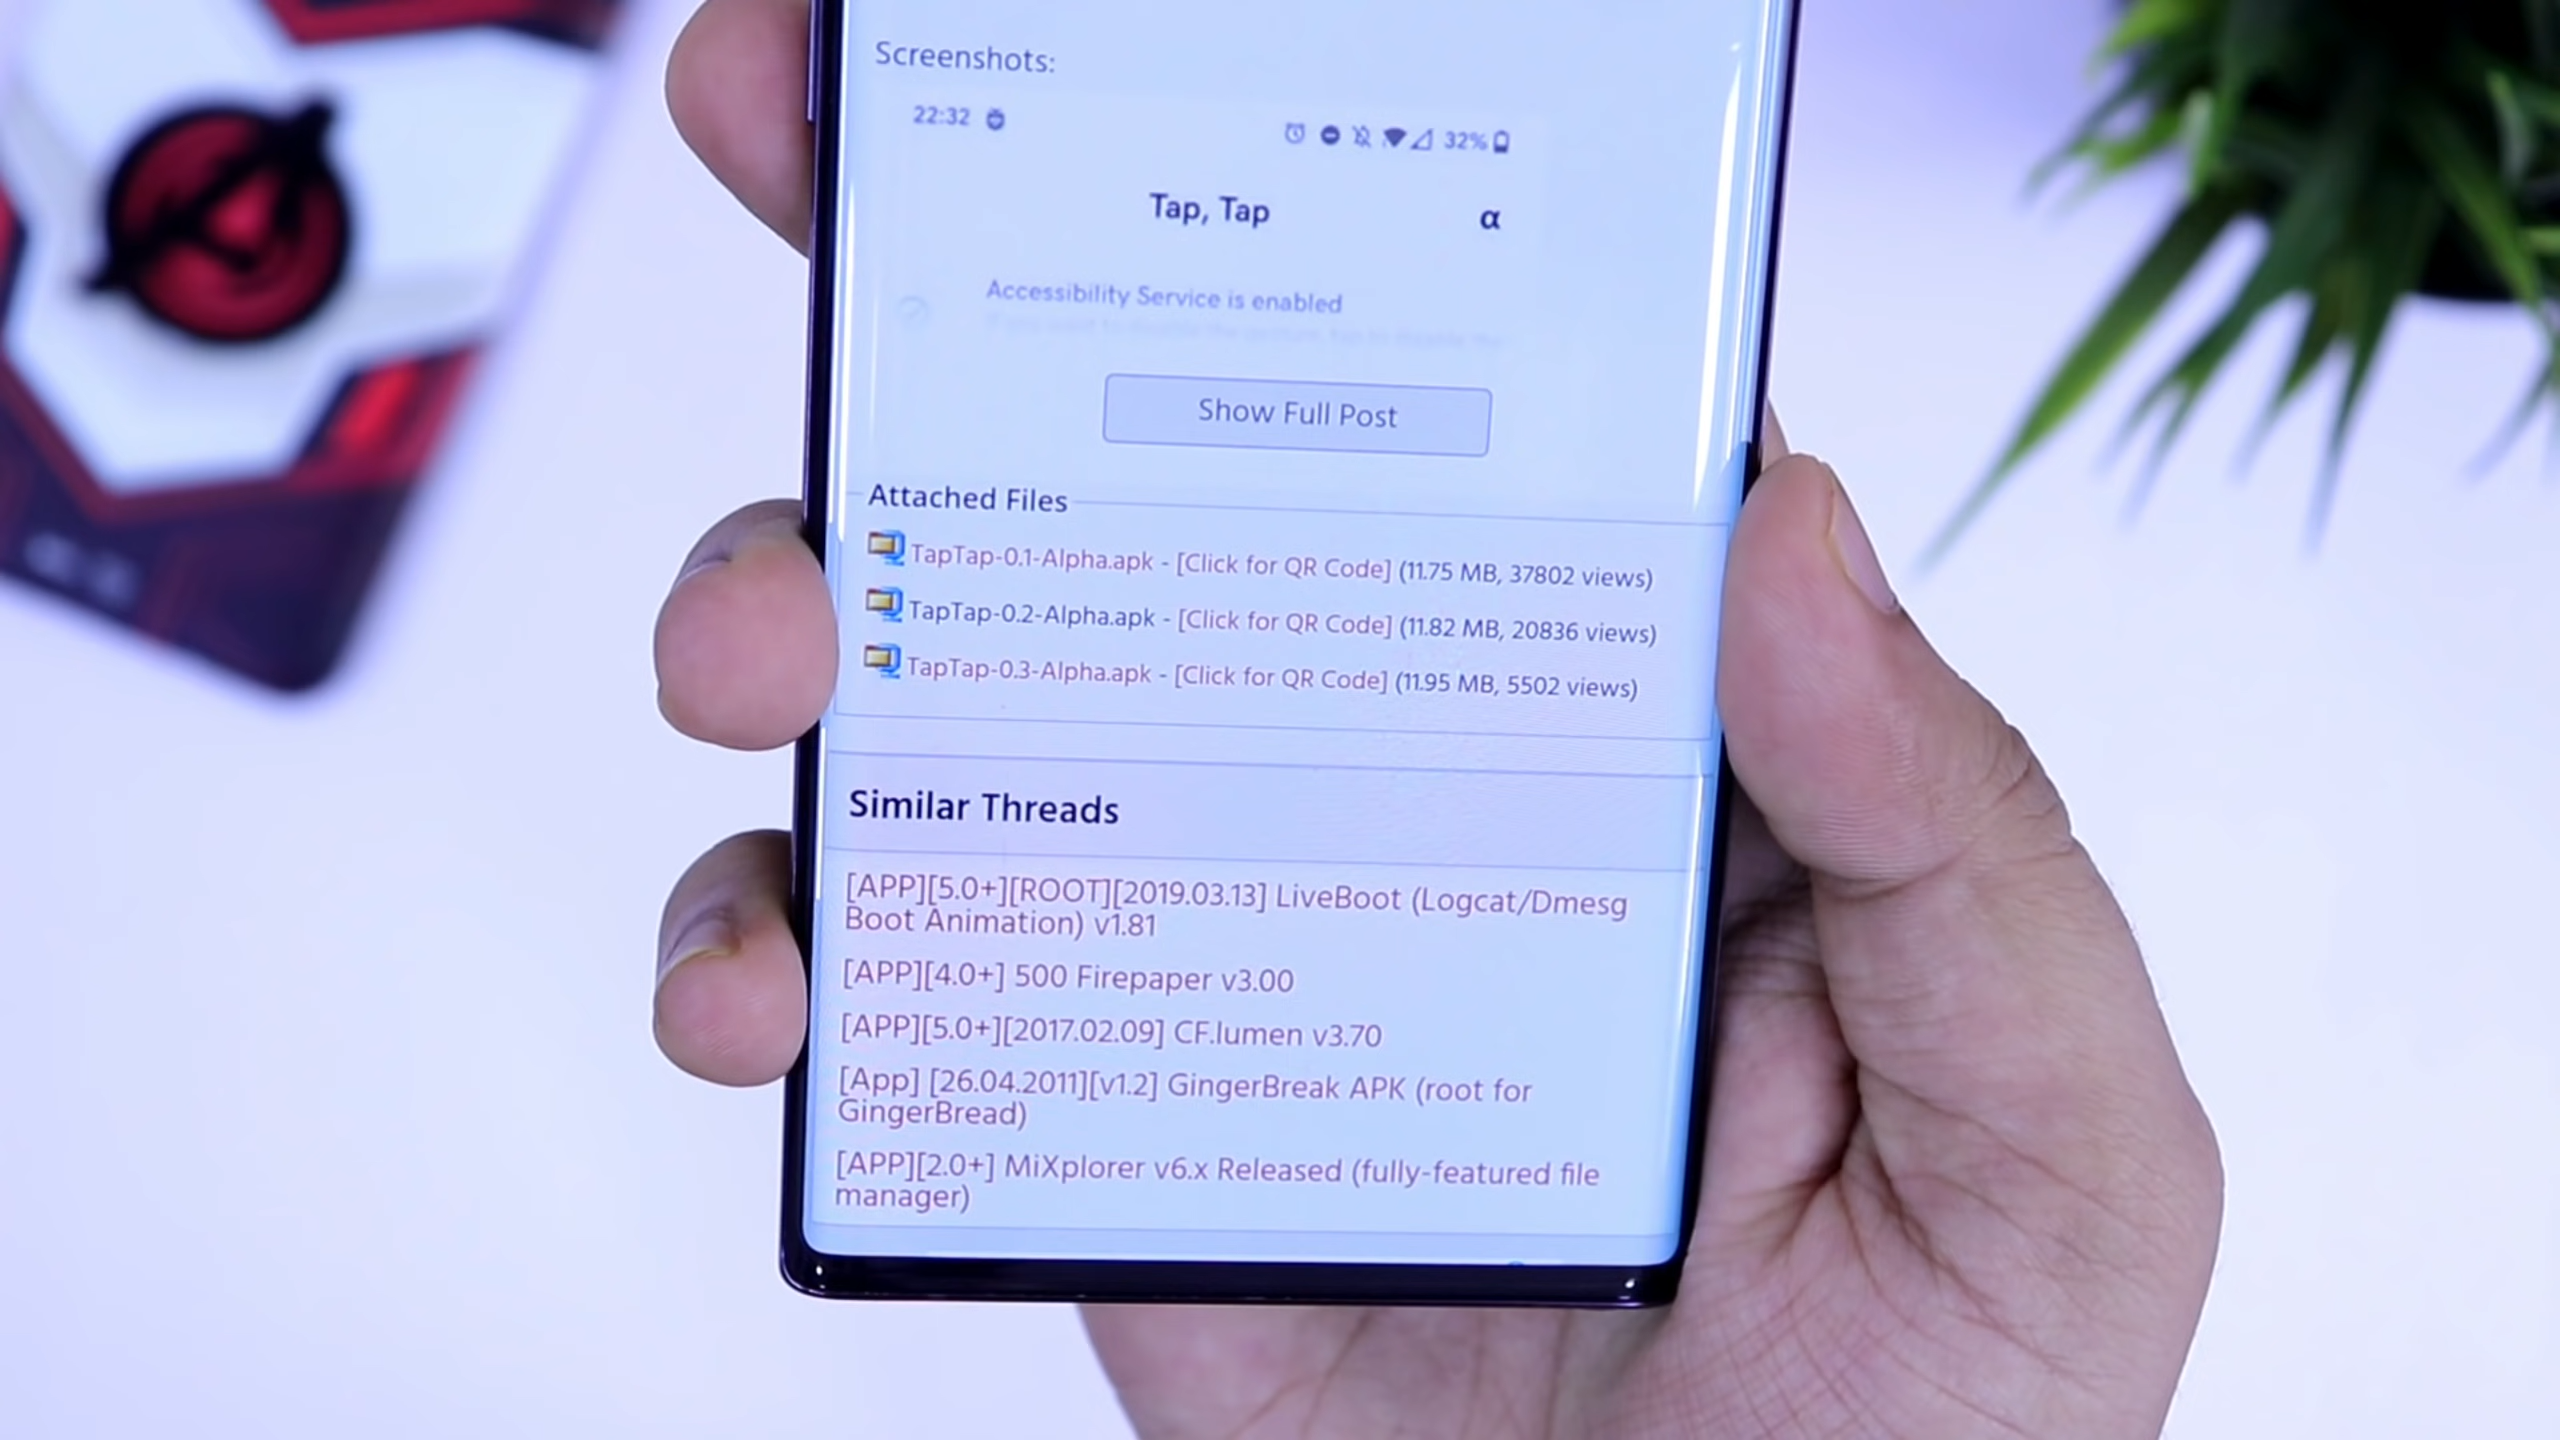 Screenshots:
22:32
32%
Tap, Tap
α
Accessibility Service is enabled
Show Full Post
Attached Files
TapTap-0.1-Alpha.apk - [Click for QR Code] (11.75 MB, 37802 views)
TapTap-0.2-Alpha.apk - [Click for QR Code] (11.82 MB, 20836 views)
TapTap-0.3-Alpha.apk - [Click for QR Code] (11.95 MB, 5502 views)
Similar Threads
[APP][5.0+][ROOT][2019.03.13] LiveBoot (Logcat/Dmesg
Boot Animation) v1.81
[APP][4.0+] 500 Firepaper v3.00
[APP][5.0+][2017.02.09] CF.lumen v3.70
[App] [26.04.2011][v1.2] GingerBreak APK (root for
GingerBread)
[APP][2.0+] MiXplorer v6.x Released (fully-featured file
manager)